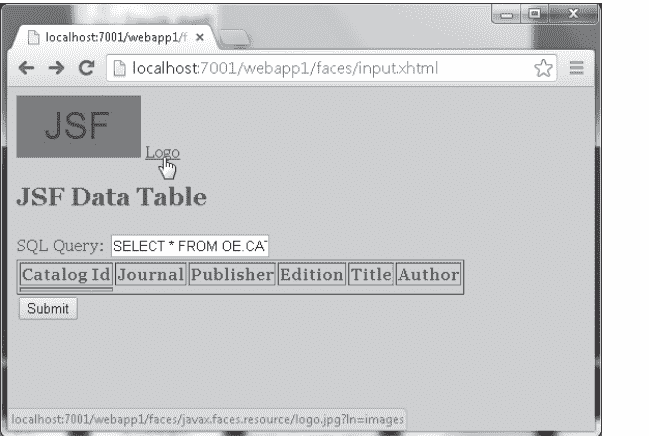 localhost:7001/webapp1/f
localhost:7001/webapp1/faces/input.xhtml
JSF
Logo
JSF Data Table
SQL Query: SELECT * FROM OE.CAT
Catalog Id Journal Publisher Edition Title Author
Submit
localhost:7001/webapp1/faces/javax.faces.resource/logo.jpg?ln=images